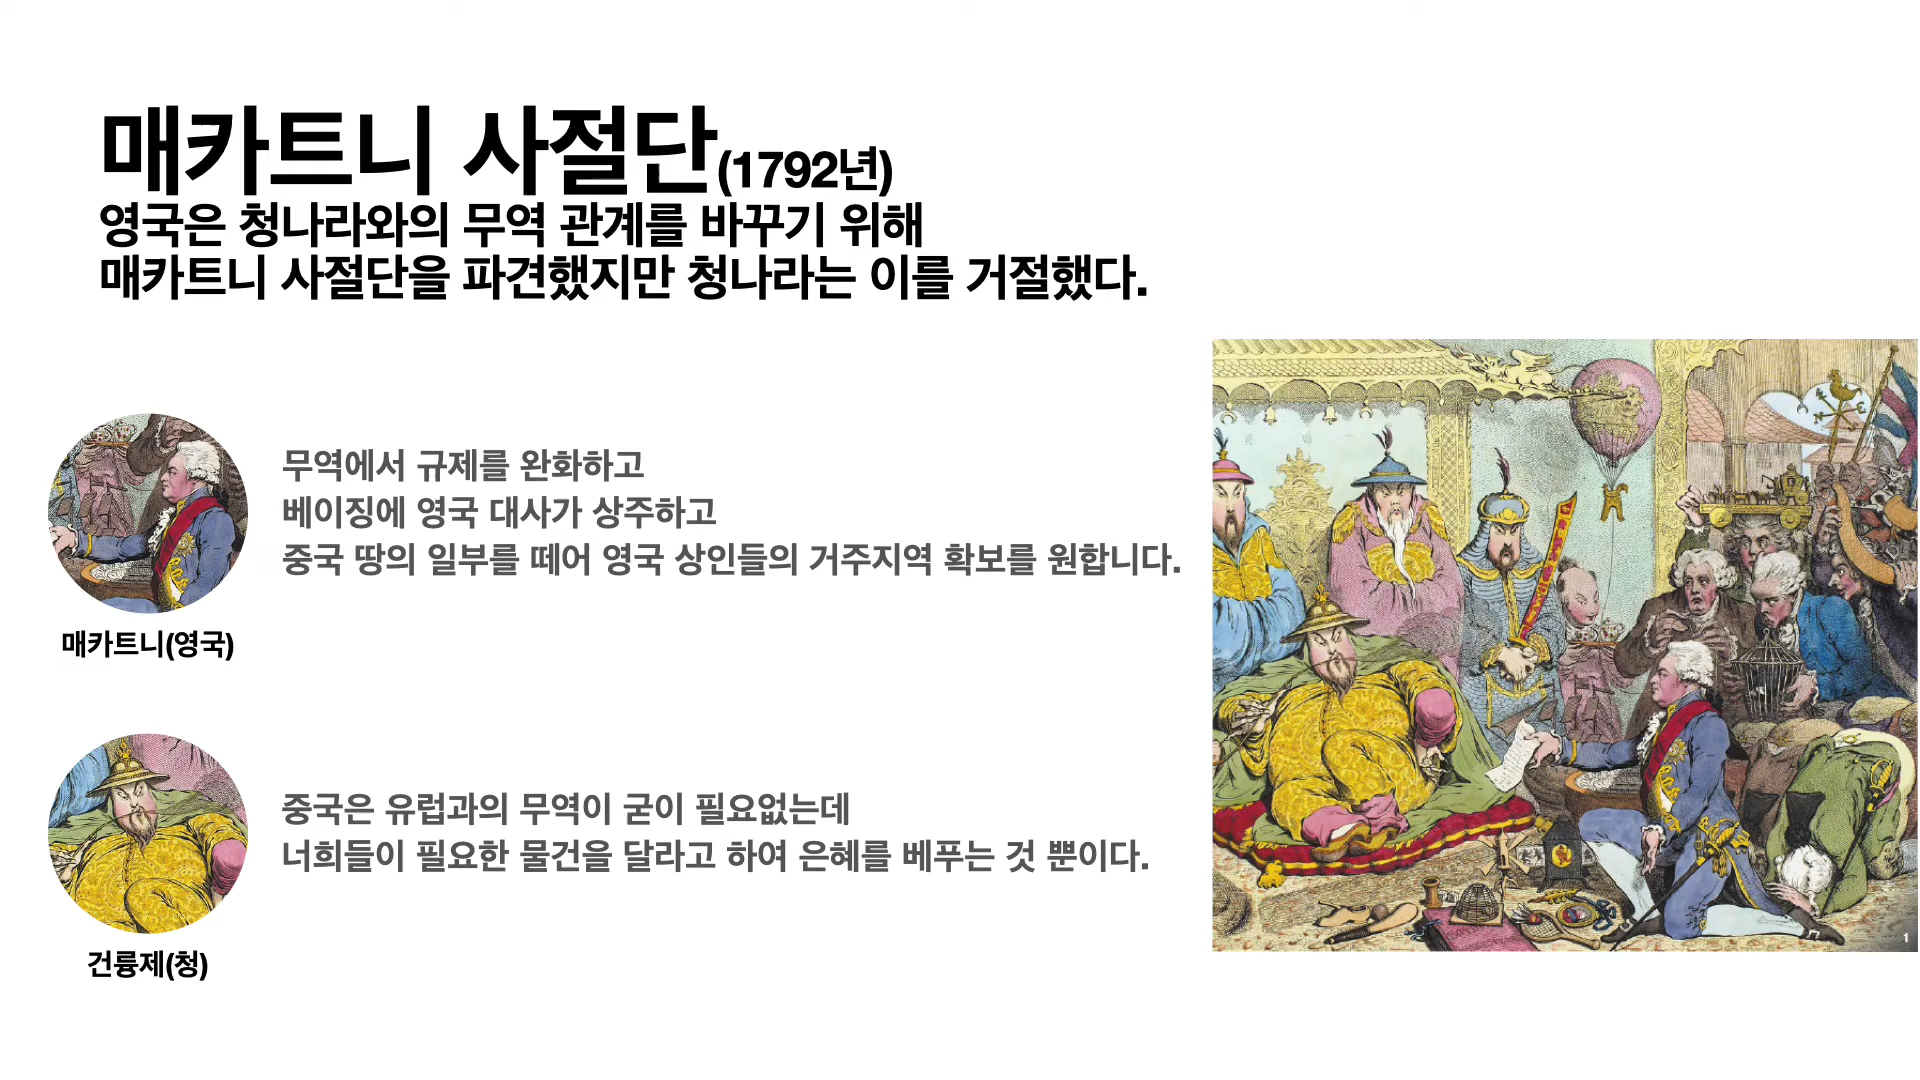 매카트니 사절단(1792년)
영국은 청나라와의 무역 관계를 바꾸기 위해
매카트니 사절단을 파견했지만 청나라는 이를 거절했다.
무역에서 규제를 완화하고
베이징에 영국 대사가 상주하고
중국 땅의 일부를 떼어 영국 상인들의 거주지역 확보를 원합니다.
매카트니(영국)
중국은 유럽과의 무역이 굳이 필요없는데
너희들이 필요한 물건을 달라고 하여 은혜를 베푸는 것 뿐이다.
건륭제(청)
1